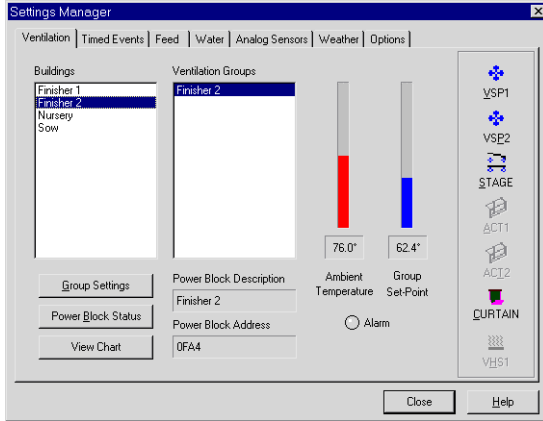 Settings Manager
Ventilation Timed Events Feed Water Analog Sensors Weather Options
Buildings
Finisher 1
Finisher 2
Nursery
Sow
Ventilation Groups
Finisher 2
76.0°
62.4°
Ambient
Temperature
Group
Set-Point
Alarm
Group Settings
Power Block Status
View Chart
Power Block Description
Finisher 2
Power Block Address
0FA4
VSP1
VSP2
STAGE
ACT1
ACT2
CURTAIN
VHS1
Close
Help